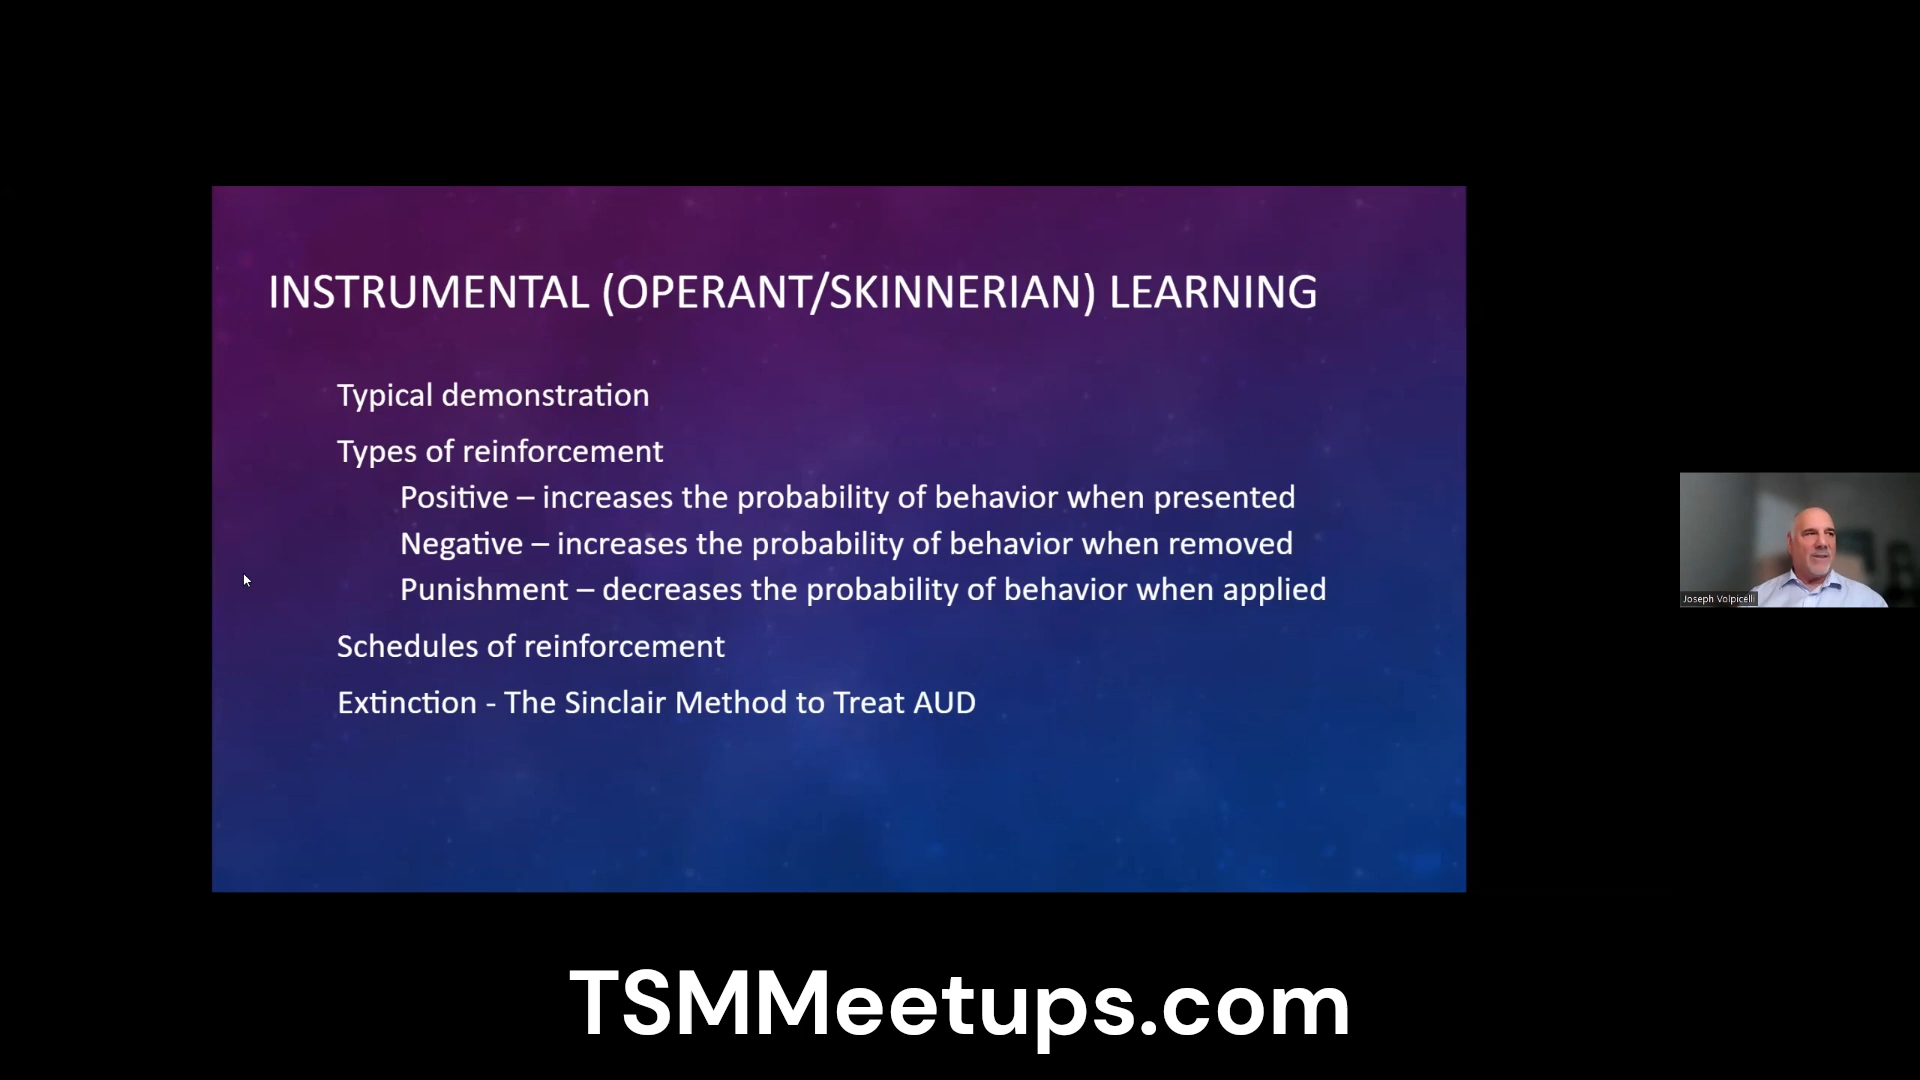 INSTRUMENTAL (OPERANT/SKINNERIAN) LEARNING
Typical demonstration
Types of reinforcement
Positive – increases the probability of behavior when presented
Negative – increases the probability of behavior when removed
Punishment – decreases the probability of behavior when applied
Schedules of reinforcement
Extinction - The Sinclair Method to Treat AUD
Joseph Volpicelli
TSMMeetups.com